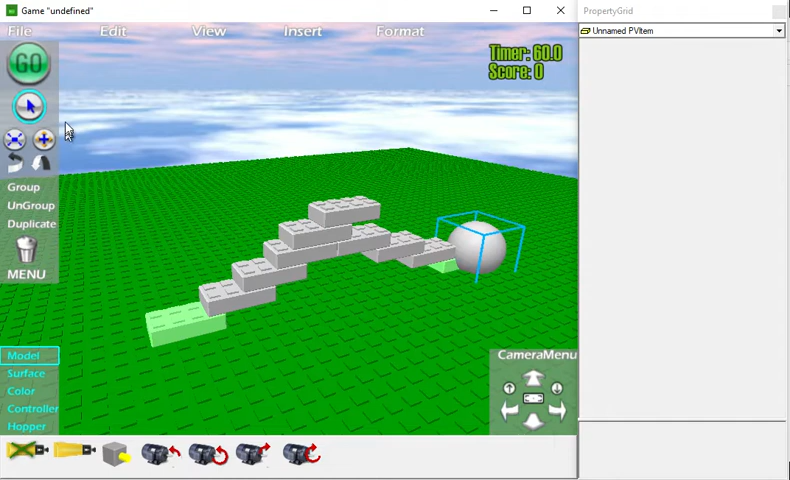 Game "undefined"
PropertyGrid
File Edit View Insert Format
Unnamed PVItem
GO
Timer: 60.0
Score: 0
Group
UnGroup
Duplicate
MENU
Model
Surface
Color
Controller
Hopper
CameraMenu